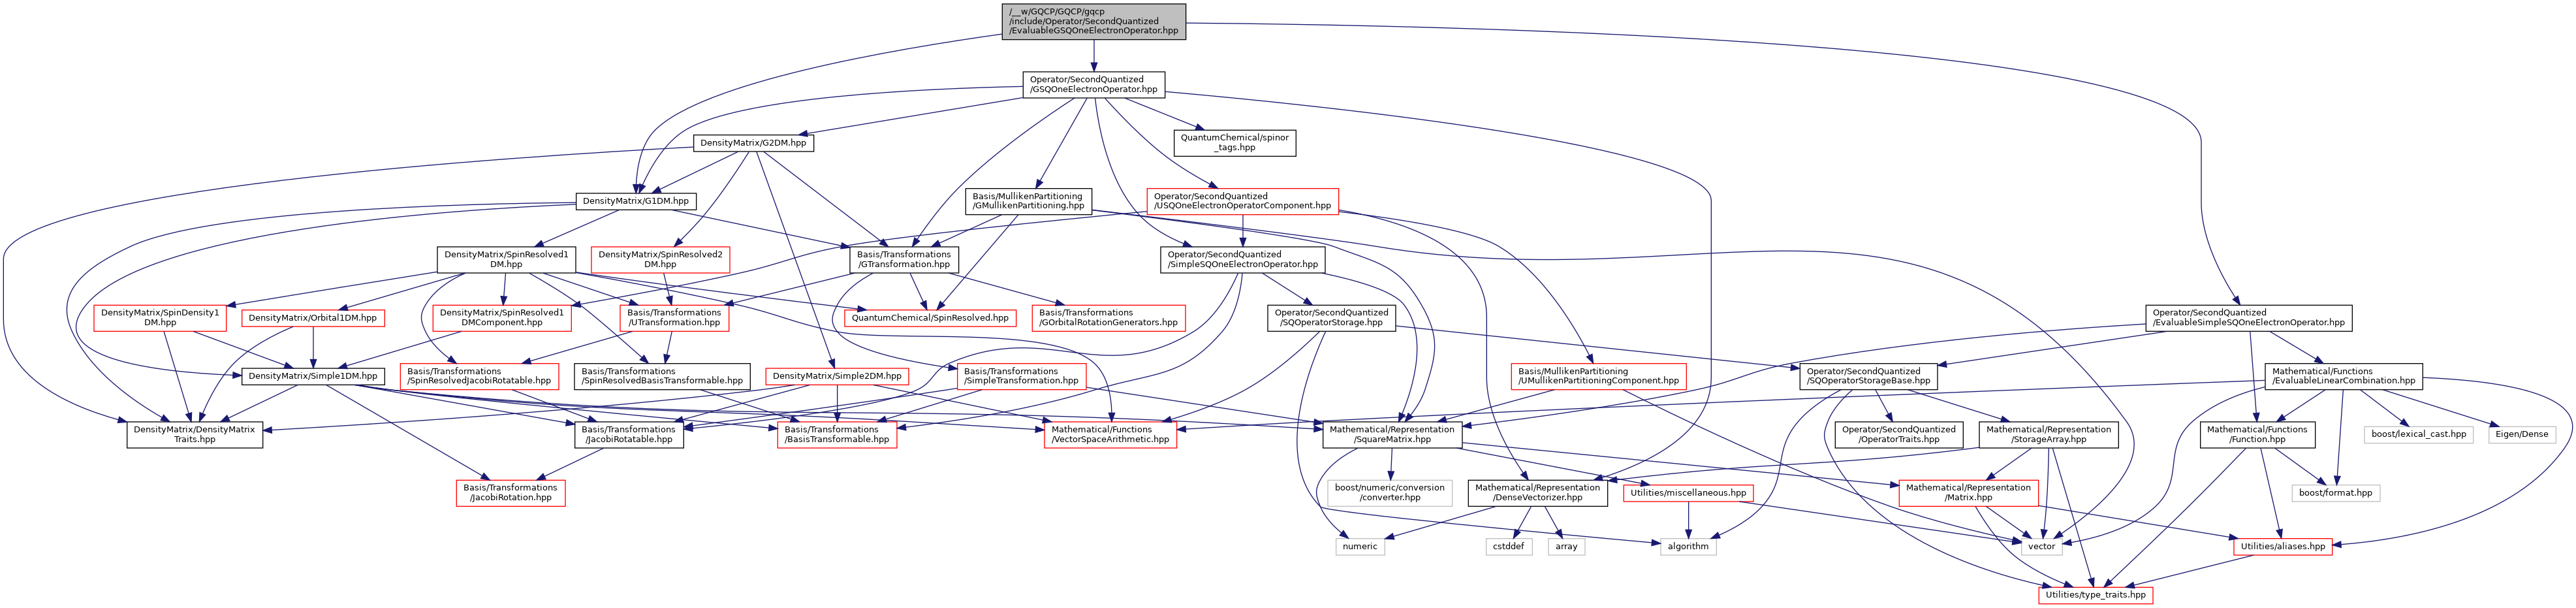 /__w/GQCP/GQCP/gqcp
/include/Operator/SecondQuantized
/EvaluableGSQOneElectronOperator.hpp
Operator/SecondQuantized
/GSQOneElectronOperator.hpp
DensityMatrix/G2DM.hpp
QuantumChemical/spinor
_tags.hpp
DensityMatrix/G1DM.hpp
Basis/MullikenPartitioning
/GMullikenPartitioning.hpp
Operator/SecondQuantized
/USQOneElectronOperatorComponent.hpp
DensityMatrix/SpinResolved1
DM.hpp
DensityMatrix/SpinResolved2
DM.hpp
Basis/Transformations
/GTransformation.hpp
Operator/SecondQuantized
/SimpleSQOneElectronOperator.hpp
DensityMatrix/SpinDensity1
DM.hpp
DensityMatrix/Orbital1DM.hpp
DensityMatrix/SpinResolved1
DMComponent.hpp
Basis/Transformations
/UTransformation.hpp
QuantumChemical/SpinResolved.hpp
Basis/Transformations
/GOrbitalRotationGenerators.hpp
Operator/SecondQuantized
/SQOperatorStorage.hpp
Operator/SecondQuantized
/EvaluableSimpleSQOneElectronOperator.hpp
DensityMatrix/Simple1DM.hpp
Basis/Transformations
/SpinResolvedJacobiRotatable.hpp
Basis/Transformations
/SpinResolvedBasisTransformable.hpp
DensityMatrix/Simple2DM.hpp
Basis/Transformations
/SimpleTransformation.hpp
Basis/MullikenPartitioning
/UMullikenPartitioningComponent.hpp
Operator/SecondQuantized
/SQOperatorStorageBase.hpp
Mathematical/Functions
/EvaluableLinearCombination.hpp
DensityMatrix/DensityMatrix
Traits.hpp
Basis/Transformations
/JacobiRotatable.hpp
Basis/Transformations
/BasisTransformable.hpp
Mathematical/Functions
/VectorSpaceArithmetic.hpp
Mathematical/Representation
/SquareMatrix.hpp
Operator/SecondQuantized
/OperatorTraits.hpp
Mathematical/Representation
/StorageArray.hpp
Mathematical/Functions
/Function.hpp
boost/lexical_cast.hpp
Eigen/Dense
Basis/Transformations
/JacobiRotation.hpp
boost/numeric/conversion
/converter.hpp
Mathematical/Representation
/DenseVectorizer.hpp
Utilities/miscellaneous.hpp
Mathematical/Representation
/Matrix.hpp
boost/format.hpp
numeric
cstddef
array
algorithm
vector
Utilities/aliases.hpp
Utilities/type_traits.hpp